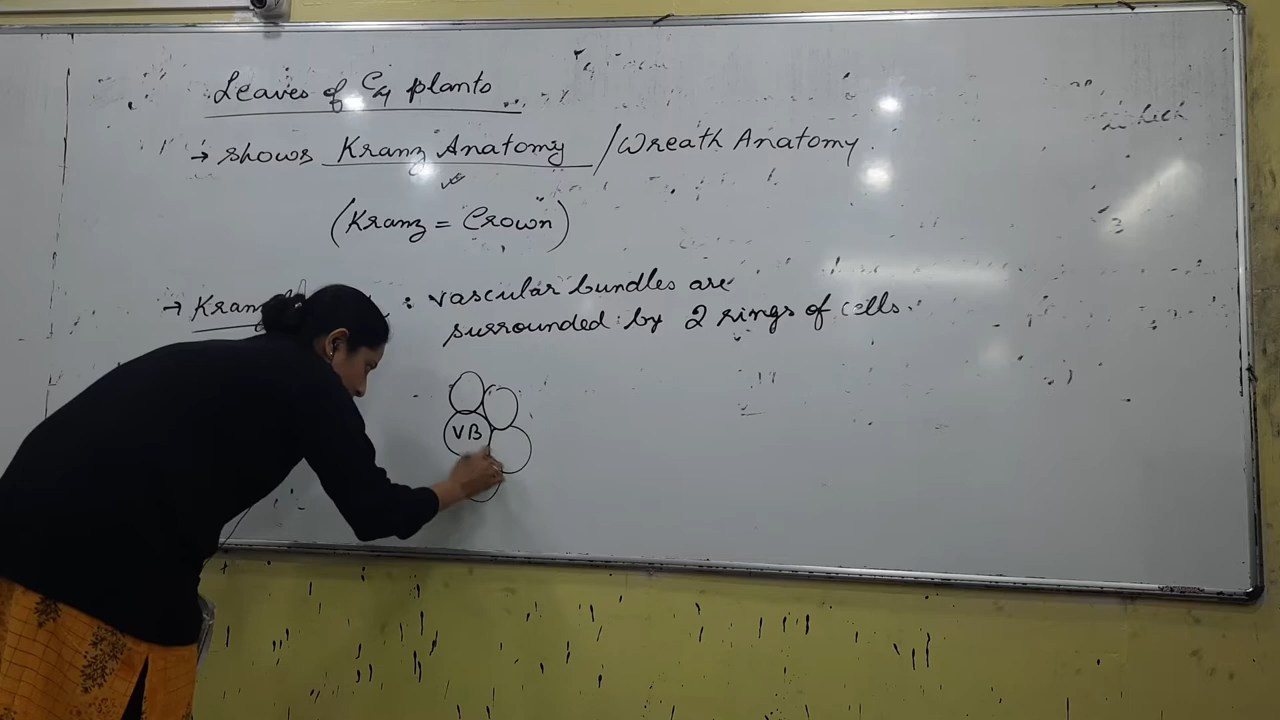 Leaves of C4 plants
→ shows Kranz Anatomy / Wreath Anatomy.
(Kranz = Crown)
→ Kranz : vascular bundles are
surrounded by 2 rings of cells.
VB